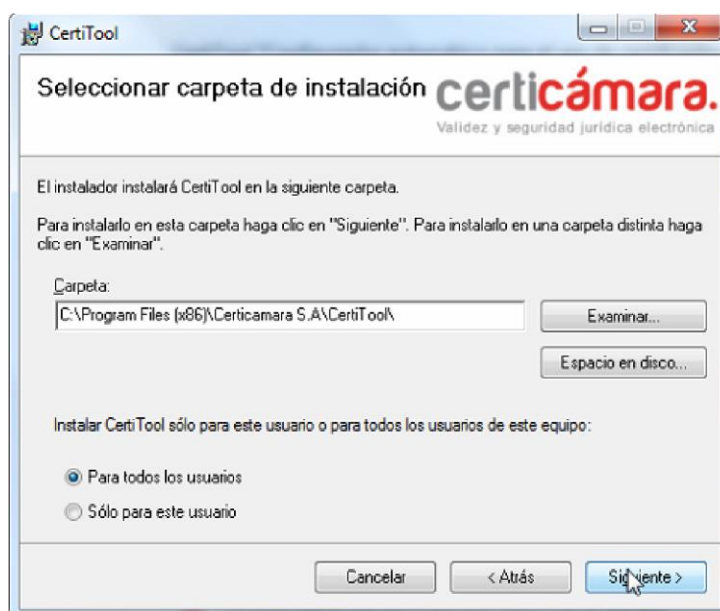 CertiTool
Seleccionar carpeta de instalación
certicámara.
Validez y seguridad jurídica electrónica
El instalador instalará CertiTool en la siguiente carpeta.
Para instalarlo en esta carpeta haga clic en "Siguiente". Para instalarlo en una carpeta distinta haga
clic en "Examinar".
Carpeta:
C:\Program Files (x86)\Certicamara S.A\CertiTool\
Examinar...
Espacio en disco...
Instalar CertiTool sólo para este usuario o para todos los usuarios de este equipo:
Para todos los usuarios
Sólo para este usuario
Cancelar
< Atrás
Siguiente >